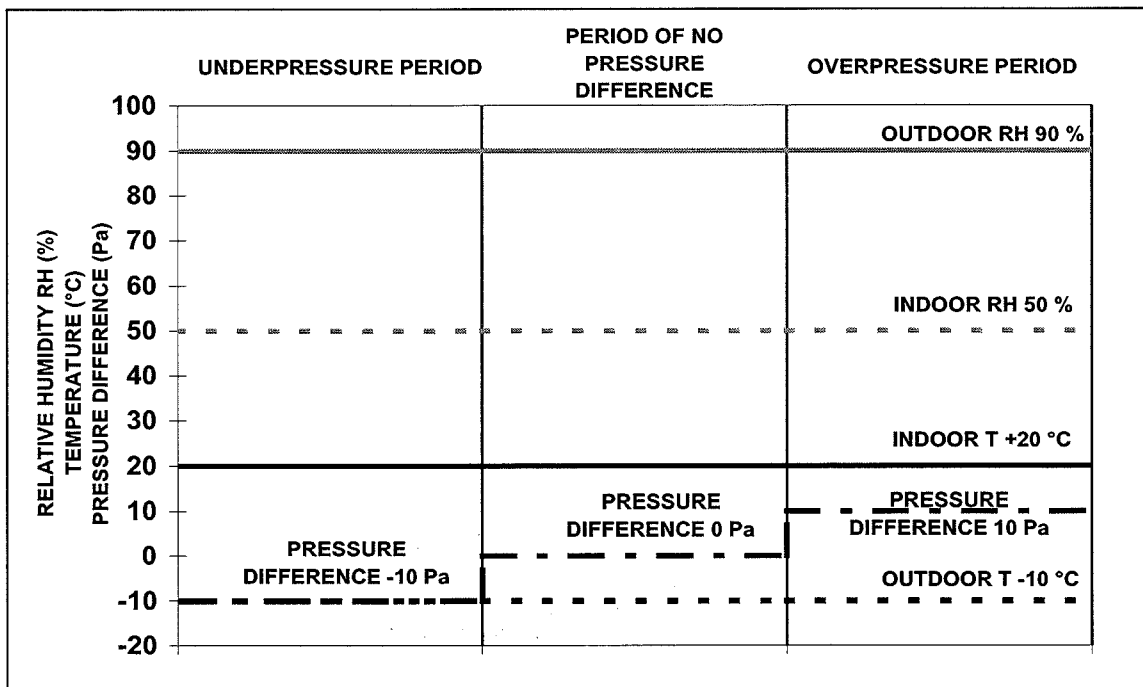 UNDERPRESSURE PERIOD
PERIOD OF NO
PRESSURE
DIFFERENCE
OVERPRESSURE PERIOD
RELATIVE HUMIDITY RH (%)
TEMPERATURE (°C)
PRESSURE DIFFERENCE (Pa)
100
90
80
70
60
50
40
30
20
10
0
-10
-20
OUTDOOR RH 90 %
INDOOR RH 50 %
INDOOR T +20 °C
PRESSURE
DIFFERENCE -10 Pa
PRESSURE
DIFFERENCE 0 Pa
PRESSURE
DIFFERENCE 10 Pa
OUTDOOR T -10 °C